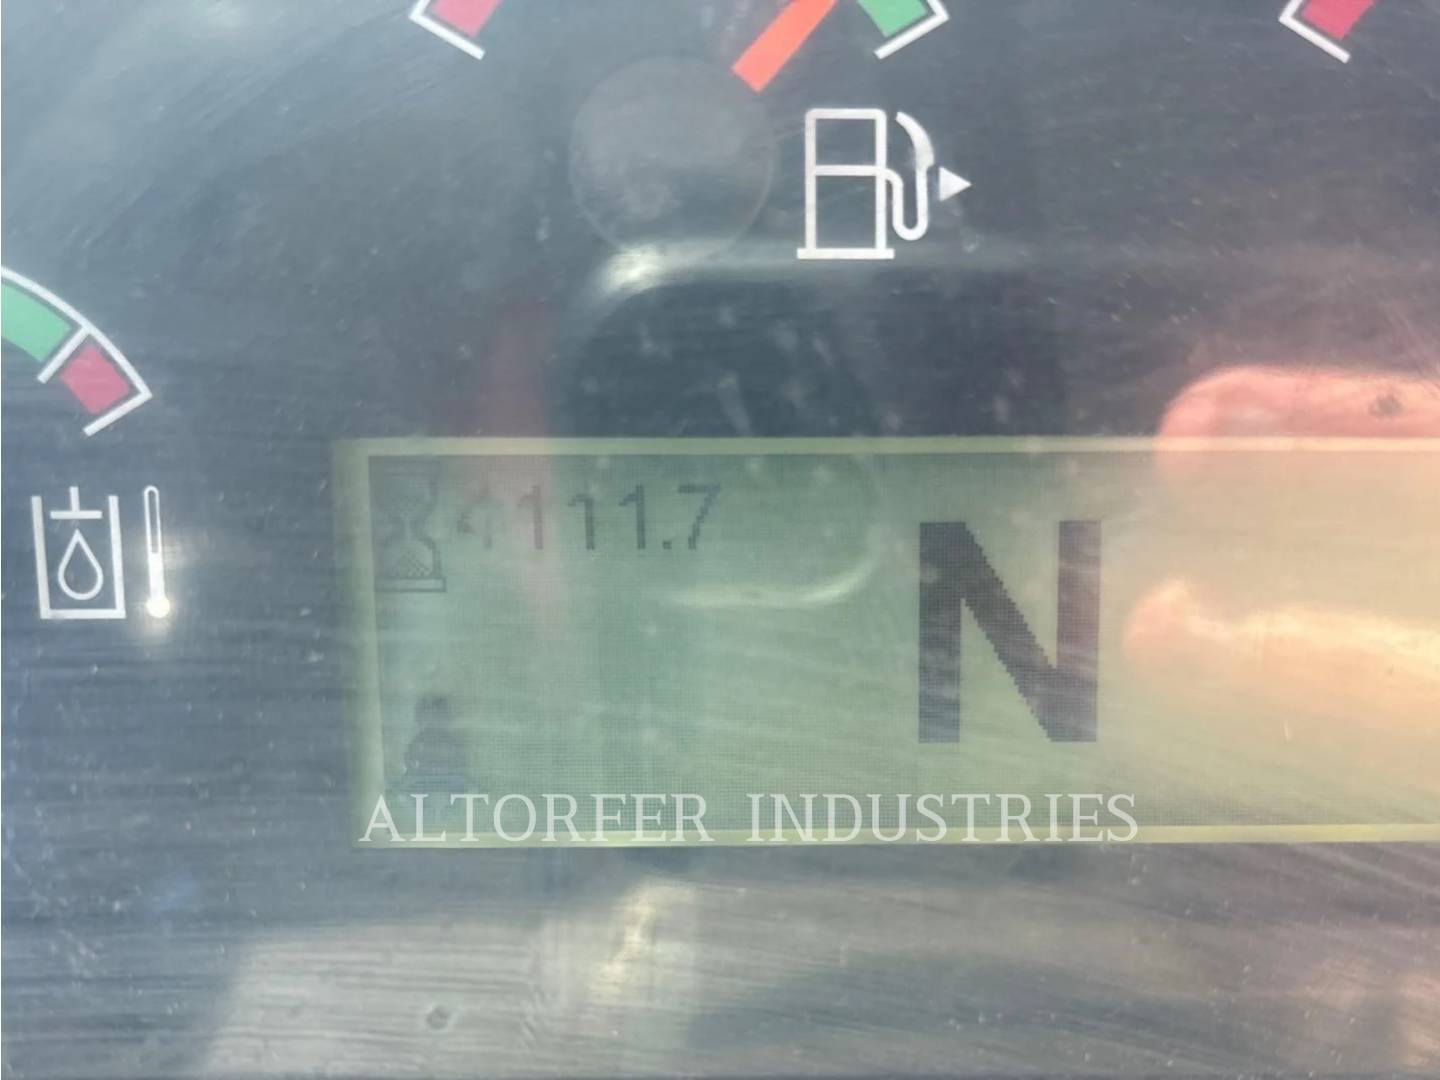 4111.7
N
ALTORFER INDUSTRIES